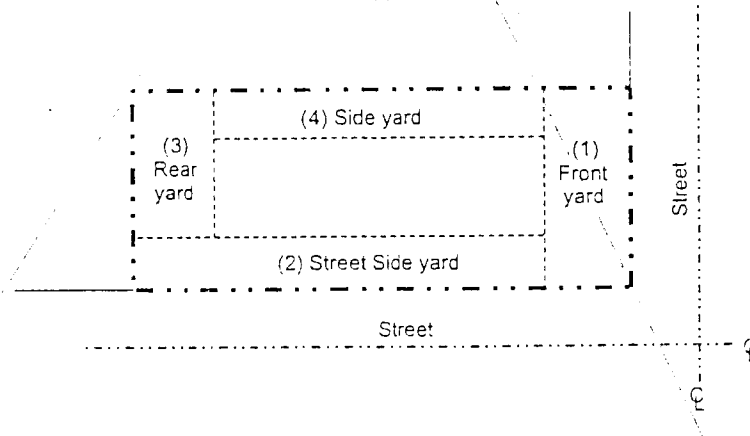 (4) Side yard
(3)
Rear
yard
(1)
Front
yard
Street
(2) Street Side yard
Street